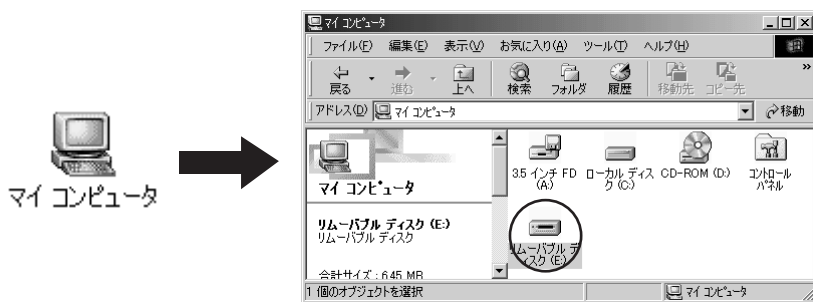 マイ コンピュータ
マイ コンピュータ
ファイル(F) 編集(E) 表示(V) お気に入り(A) ツール(T) ヘルプ(H)
戻る 進む 上へ 検索 フォルダ 履歴 移動先 コピー先 »
アドレス(D) マイ コンピュータ 移動
マイ コンピュータ
リムーバブル ディスク (E:)
リムーバブル ディスク
合計サイズ : 645 MB
3.5 インチ FD
(A:)
ローカル ディス
ク (C:)
CD-ROM (D:)
コントロール
パネル
リムーバブル デ
ィスク (E:)
1 個のオブジェクトを選択
マイ コンピュータ